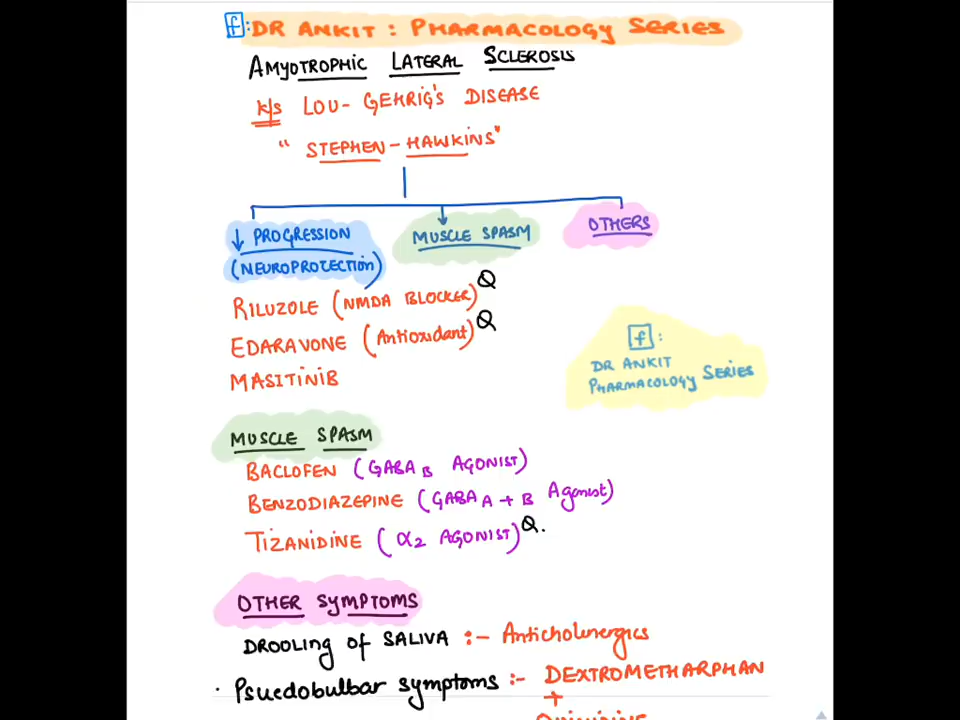 f: DR ANKIT : PHARMACOLOGY SERIES
AMYOTROPHIC LATERAL SCLEROSIS
K/S LOU-GEHRIG'S DISEASE
"STEPHEN-HAWKINS"
↓ PROGRESSION
(NEUROPROTECTION)
MUSCLE SPASM
OTHERS
RILUZOLE (NMDA BLOCKER) Q
EDARAVONE (Antioxidant) Q
MASITINIB
f:
DR ANKIT
PHARMACOLOGY SERIES
MUSCLE SPASM
BACLOFEN (GABA B AGONIST)
BENZODIAZEPINE (GABA A + B Agonist)
TIZANIDINE (α2 AGONIST) Q.
OTHER SYMPTOMS
DROOLING OF SALIVA :- Anticholenergics
· Psuedobulbar symptoms :- DEXTROMETHARPHAN
+